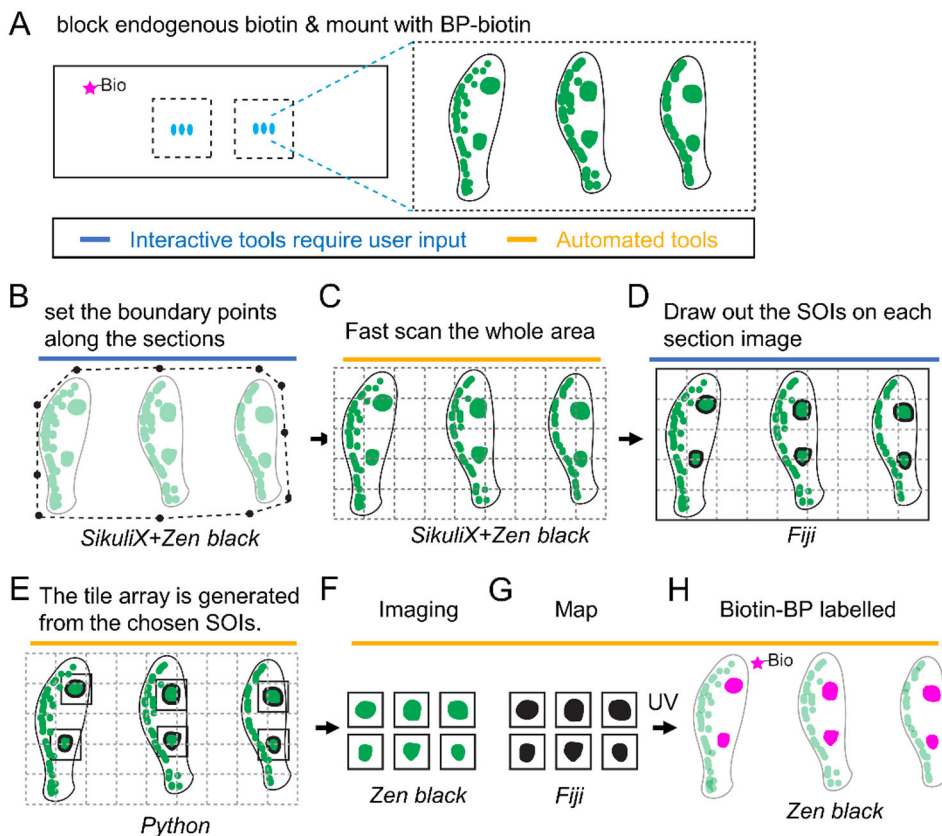 A
block endogenous biotin & mount with BP-biotin
Bio
Interactive tools require user input
Automated tools
B
set the boundary points
along the sections
SikuliX+Zen black
C
Fast scan the whole area
SikuliX+Zen black
D
Draw out the SOIs on each
section image
Fiji
E
The tile array is generated
from the chosen SOIs.
Python
F
Imaging
Zen black
G
Map
Fiji
UV
H
Biotin-BP labelled
Bio
Zen black